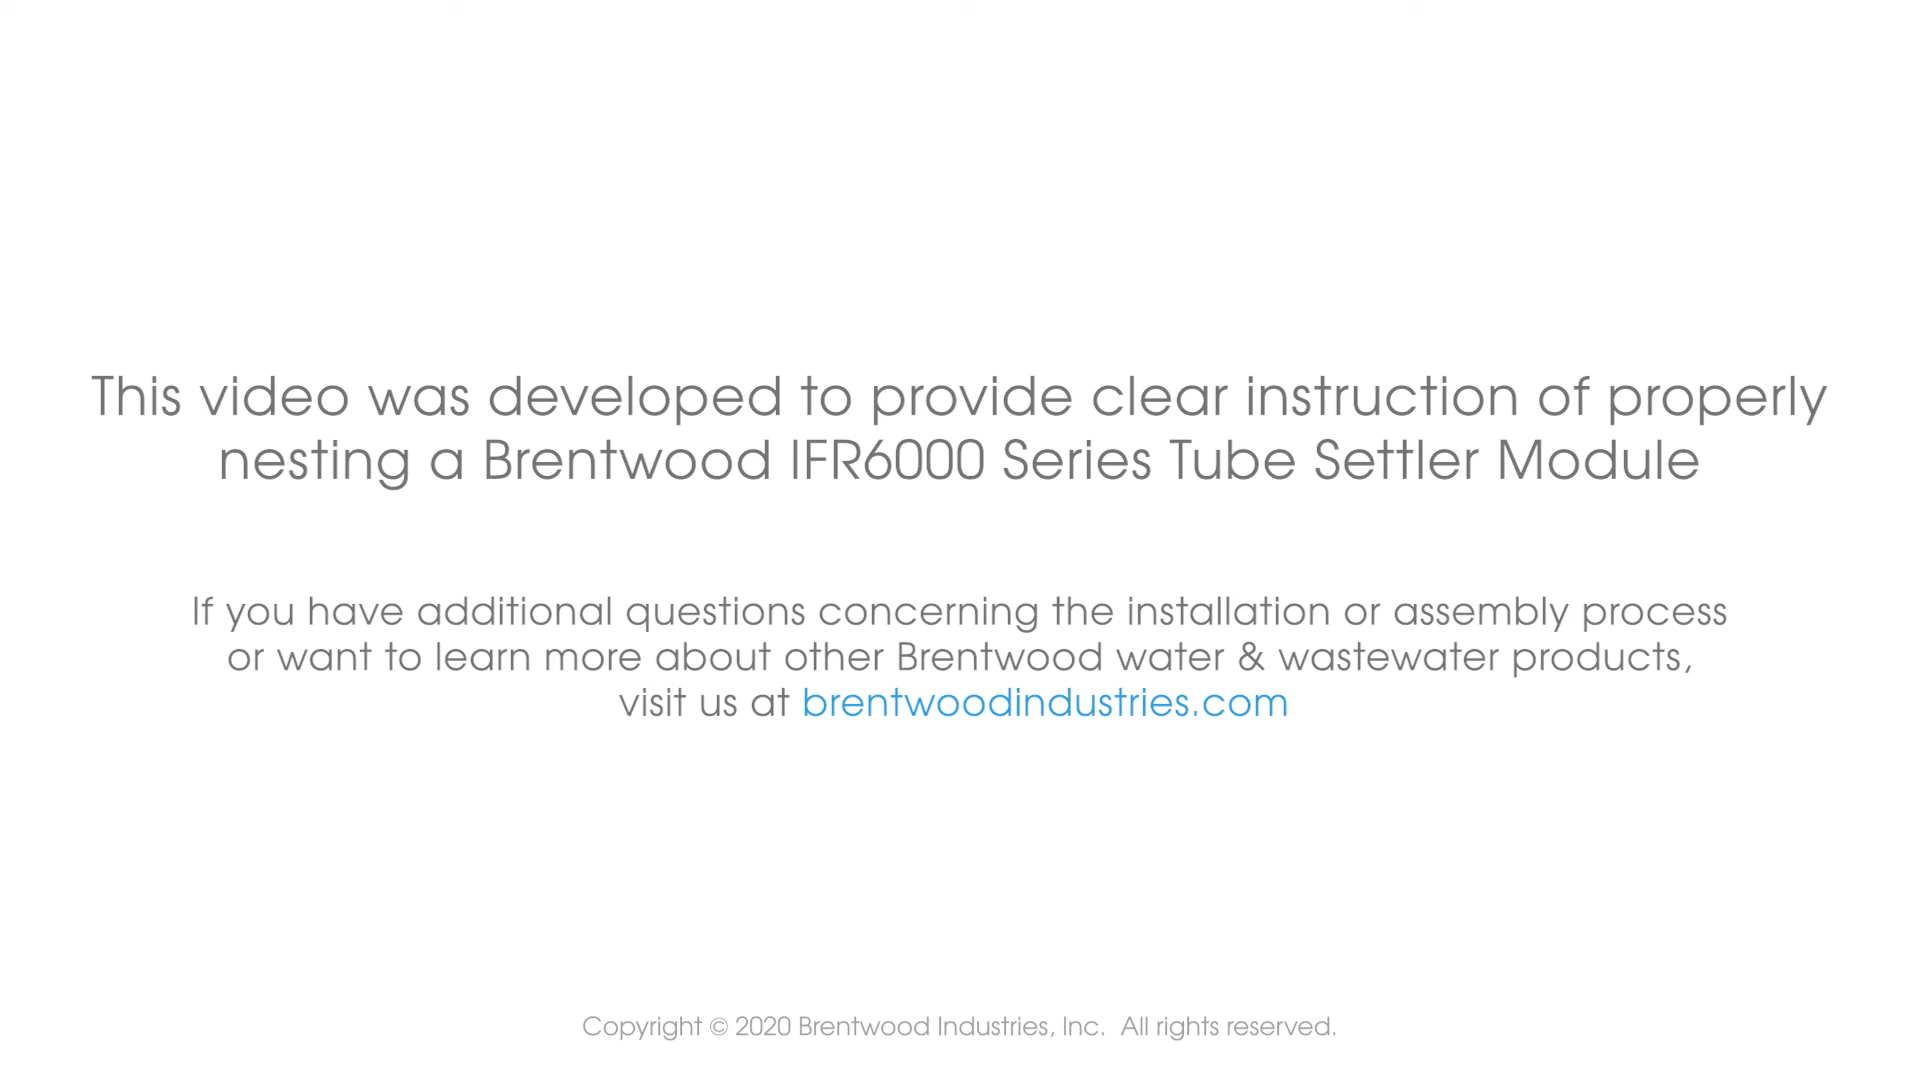 This video was developed to provide clear instruction of properly
nesting a Brentwood IFR6000 Series Tube Settler Module
If you have additional questions concerning the installation or assembly process
or want to learn more about other Brentwood water & wastewater products,
visit us at brentwoodindustries.com
Copyright © 2020 Brentwood Industries, Inc.  All rights reserved.